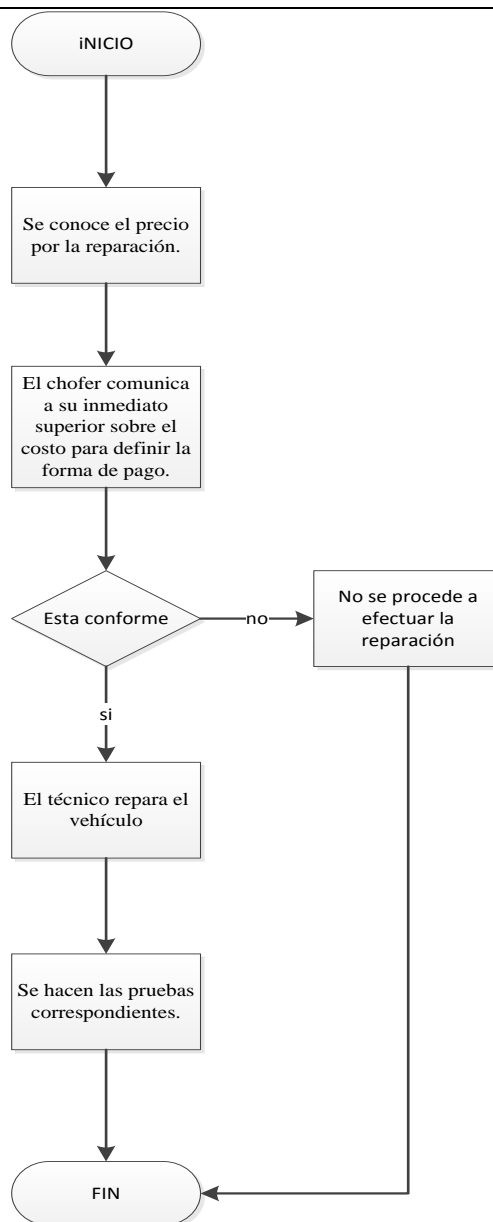 iNICIO
Se conoce el precio
por la reparación.
El chofer comunica
a su inmediato
superior sobre el
costo para definir la
forma de pago.
Esta conforme
no
No se procede a
efectuar la
reparación
si
El técnico repara el
vehículo
Se hacen las pruebas
correspondientes.
FIN